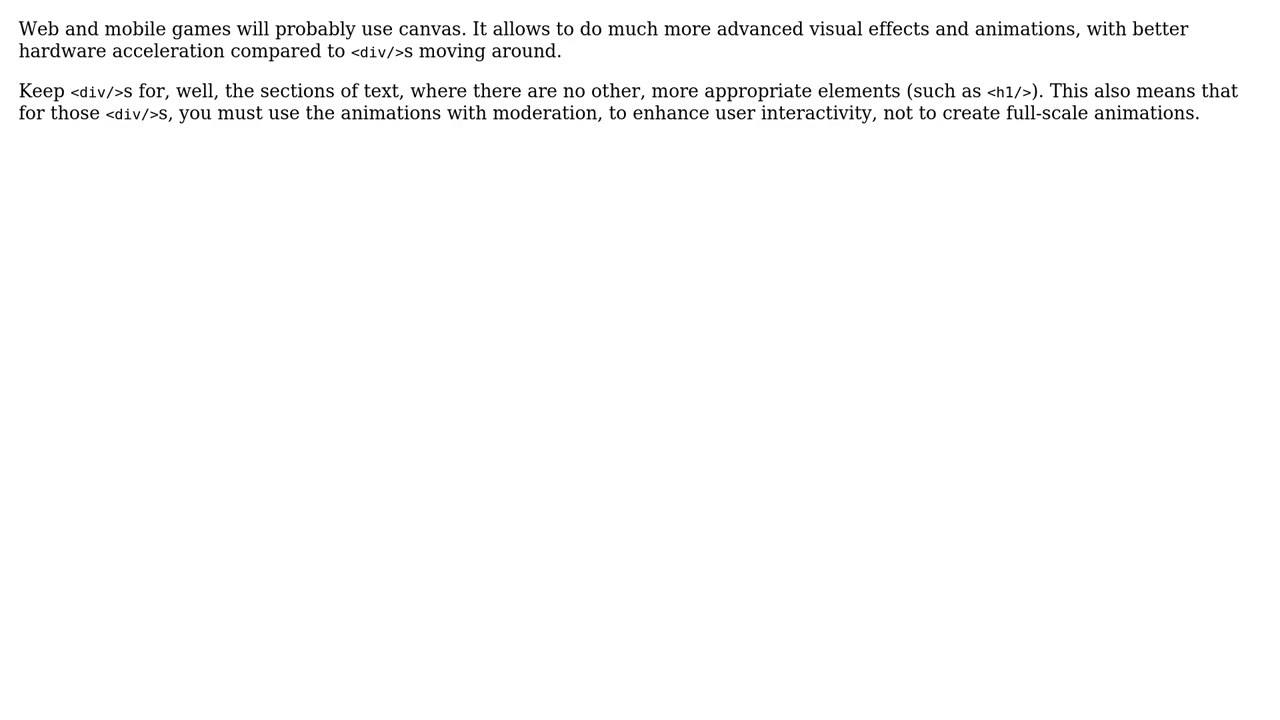 Web and mobile games will probably use canvas. It allows to do much more advanced visual effects and animations, with better
hardware acceleration compared to <div/>s moving around.
Keep <div/>s for, well, the sections of text, where there are no other, more appropriate elements (such as <h1/>). This also means that
for those <div/>s, you must use the animations with moderation, to enhance user interactivity, not to create full-scale animations.